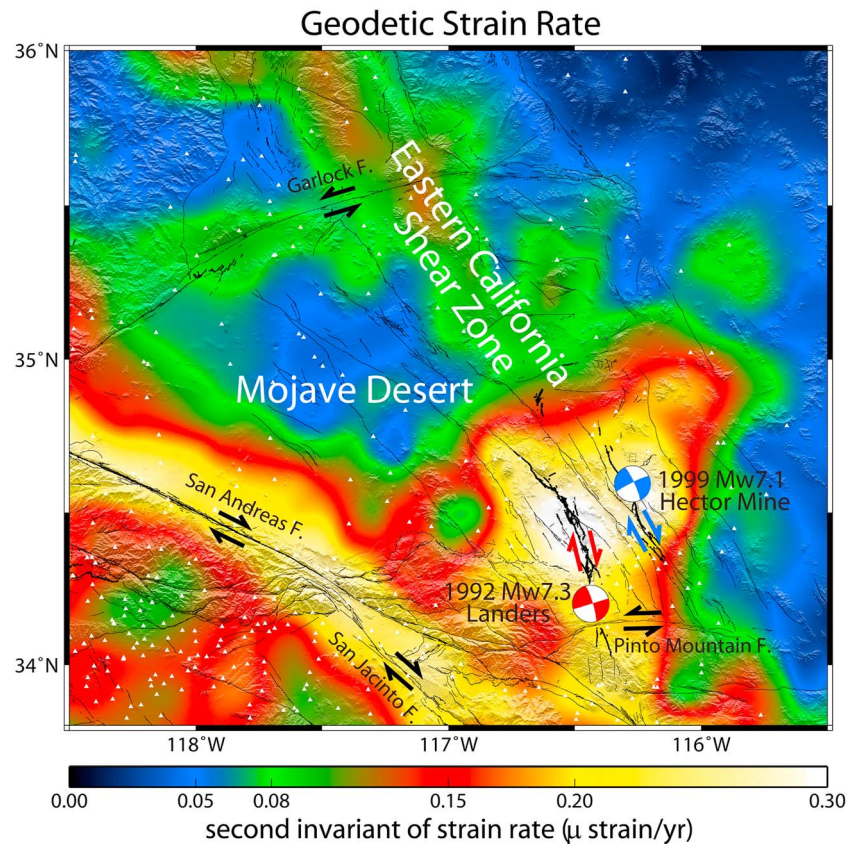 Geodetic Strain Rate
36°N
Garlock F.
Eastern California
Shear Zone
35°N
Mojave Desert
San Andreas F.
1999 Mw7.1
Hector Mine
1992 Mw7.3
Landers
Pinto Mountain F.
34°N
San Jacinto F.
118°W
117°W
116°W
0.00
0.05
0.08
0.15
0.20
0.30
second invariant of strain rate (μ strain/yr)